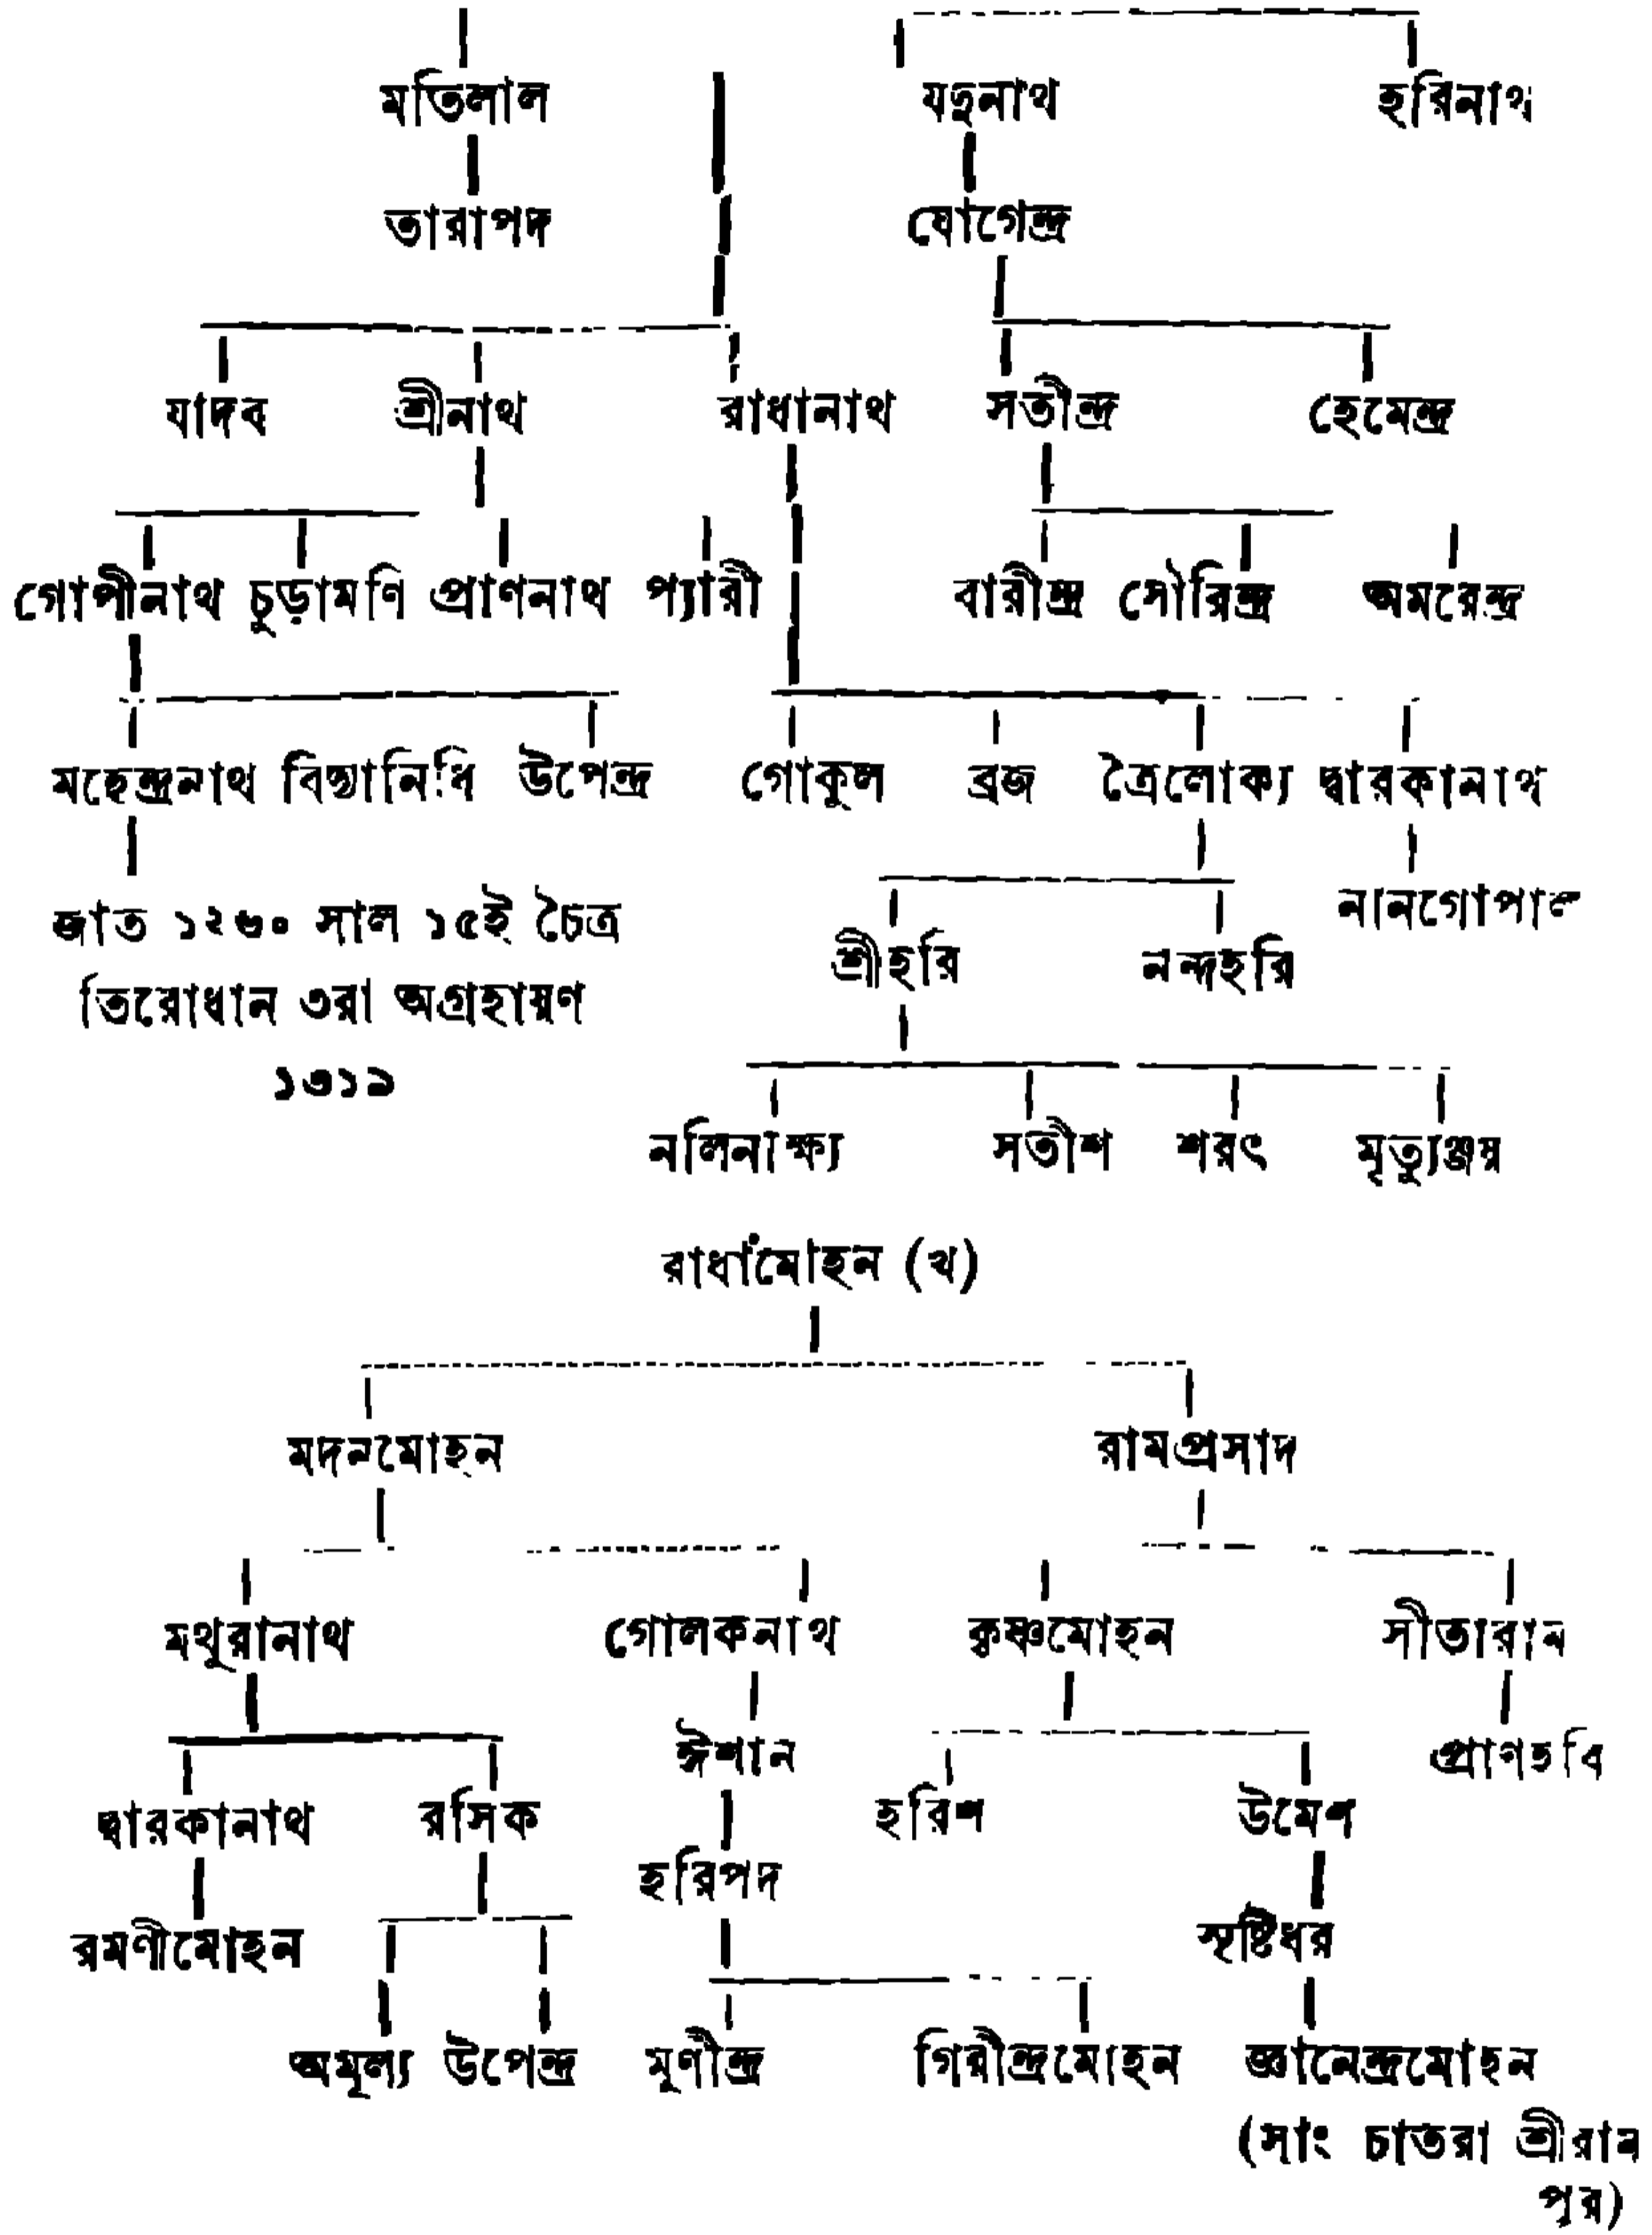 মতিলাল যদুনাথ হরিনাথ
তারাপদ যোগেন্দ্র
যাদব শ্রীনাথ রাধানাথ সতীন্দ্র হেমেন্দ্র
গোপীনাথ চুড়ামণি প্রাণনাথ প্যারী বারীন্দ্র সৌরিন্দ্র অমরেন্দ্র
মহেন্দ্রনাথ বিদ্যানিধি উপেন্দ্র গোকুল ব্রজ ত্রৈলোক্য দ্বারকানাথ
জাত ১২৬০ সাল ১৫ই চৈত্র
তিরোধান ৩রা অগ্রহায়ণ
১৩১৯
শ্রীহরি নন্দহরি
নলিনাক্ষ্য সতীশ শরৎ মৃত্যুঞ্জয়
রাধামোহন (খ)
মদনমোহন রামপ্রসাদ
মথুরানাথ গোলকনাথ কৃষ্ণমোহন সীতারাম
ঈশান
দ্বারকানাথ রসিক হরিশ উমেশ
হরিপদ
রমণীমোহন সৃষ্টিধর
অমূল্য উপেন্দ্র মুণীন্দ্র গিরীন্দ্রমোহন জ্ঞানেন্দ্রমোহন
(সাং চাতরা শ্রীরাম
পুর)